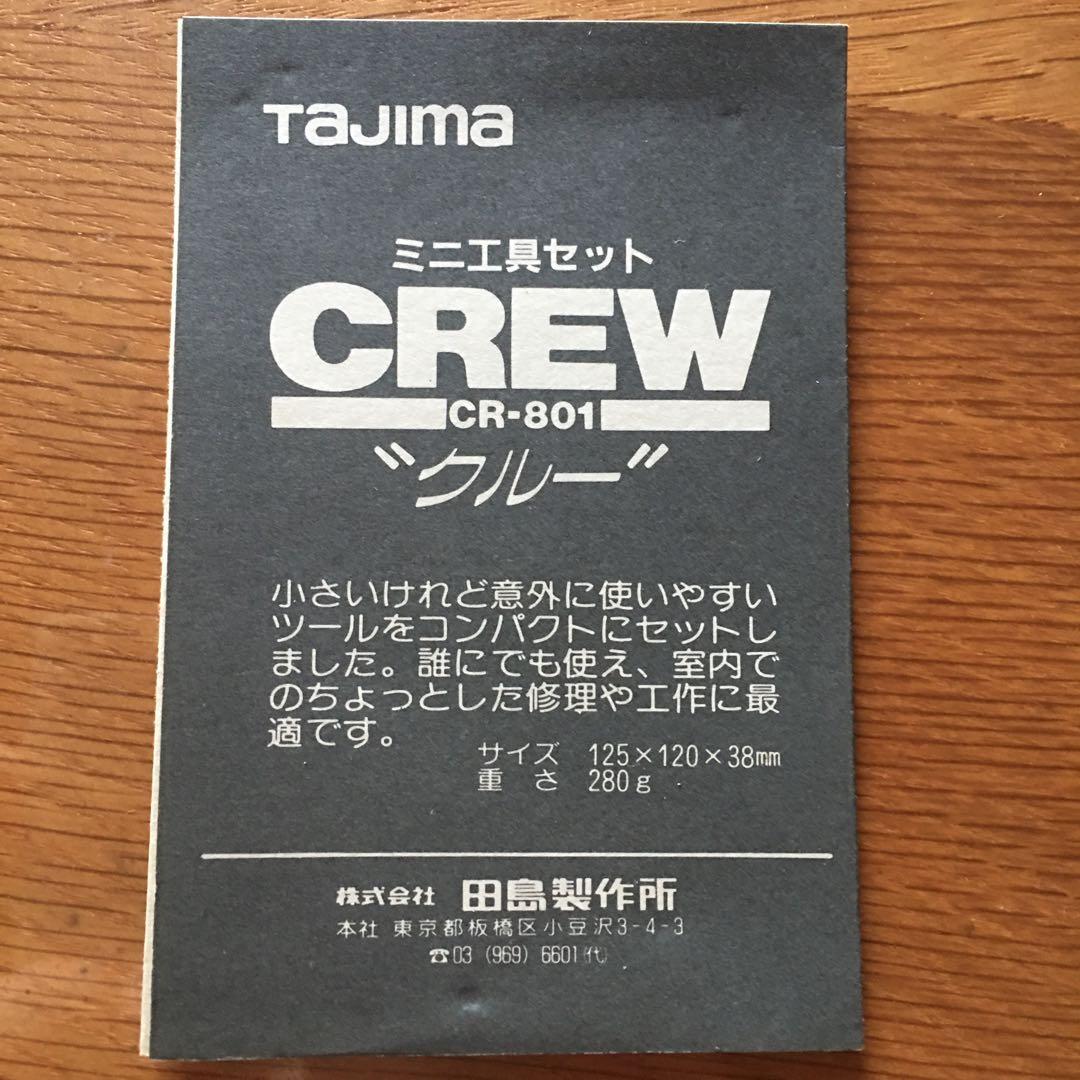 Tajima
ミニ工具セット
CREW
CR-801
〝クルー〟
小さいけれど意外に使いやすい
ツールをコンパクトにセットし
ました。誰にでも使え、室内で
のちょっとした修理や工作に最
適です。
サイズ 125×120×38mm
重さ 280g
株式会社 田島製作所
本社 東京都板橋区小豆沢3-4-3
☎03 (969) 6601(代)